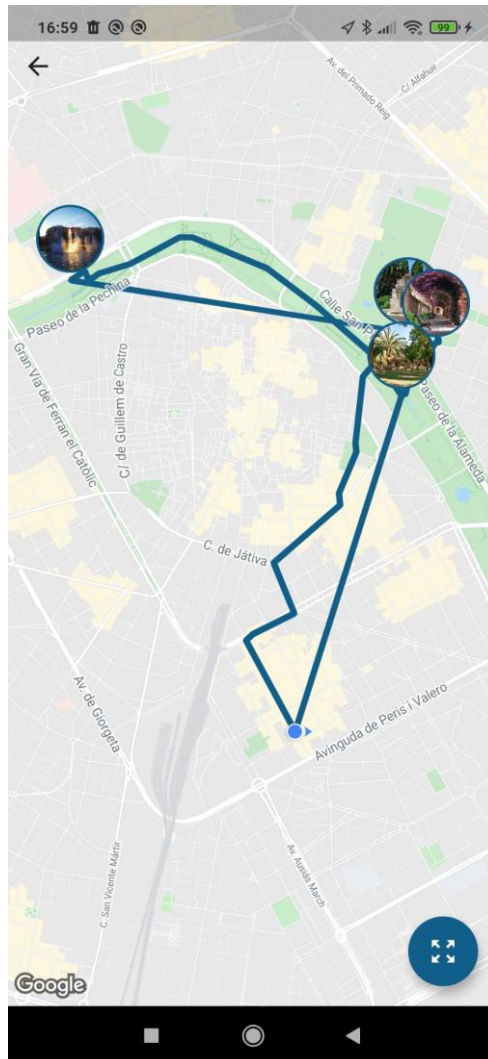 16:59
99
Av. del Primado Reig
C/ Alfahuir
Paseo de la Pechina
Calle San P
Gran Vía de Ferran el Catòlic
C/ de Guillem de Castro
Paseo de la Alameda
C. de Játiva
Av. de Giorgeta
Avinguda de Peris i Valero
C. San Vicente Mártir
Av. Ausiàs March
Google